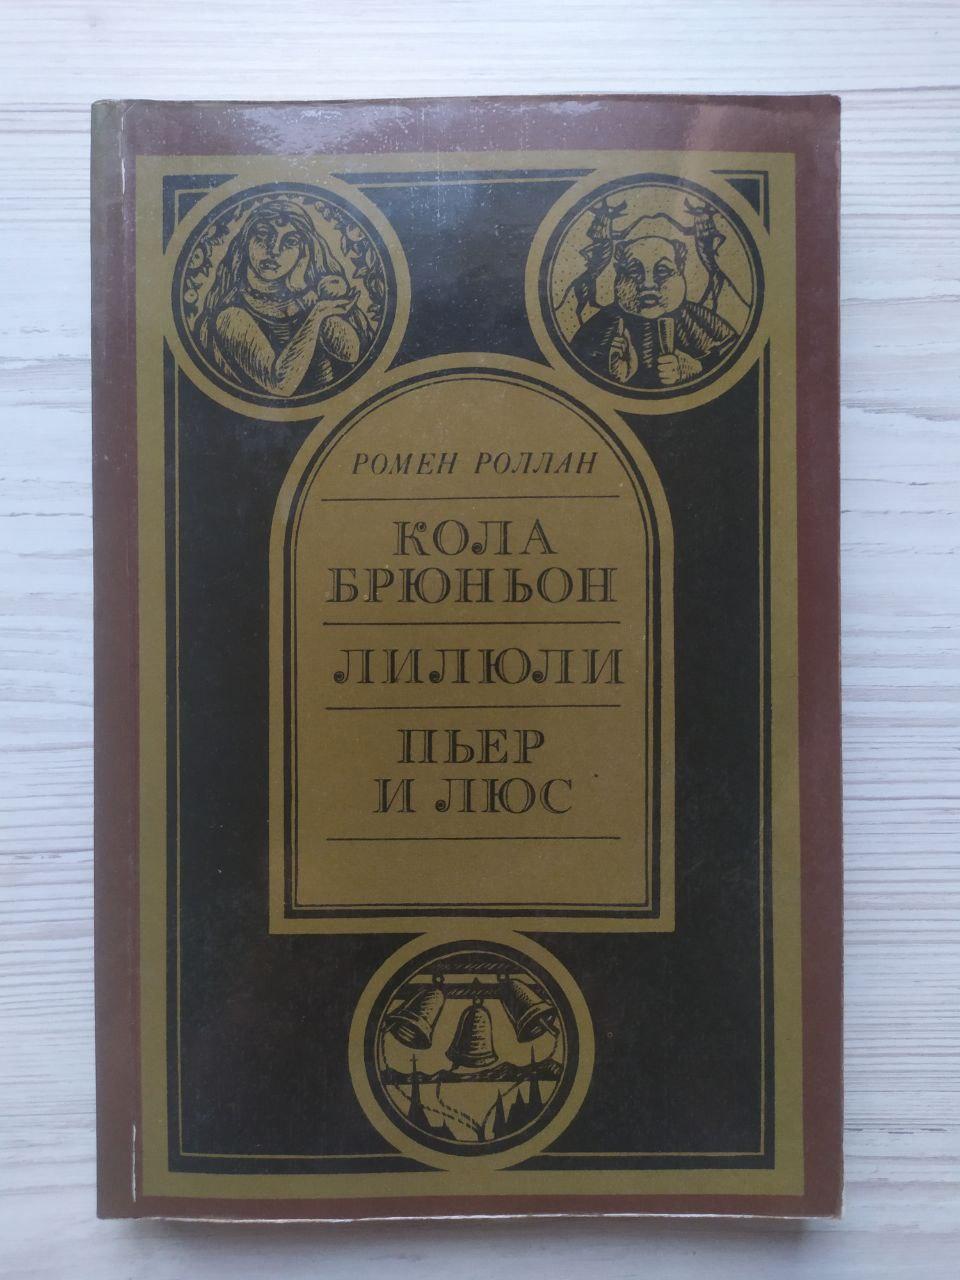 РОМЕН РОЛЛАН
КОЛА
БРЮНЬОН
ЛИЛЮЛИ
ПЬЕР
И ЛЮС